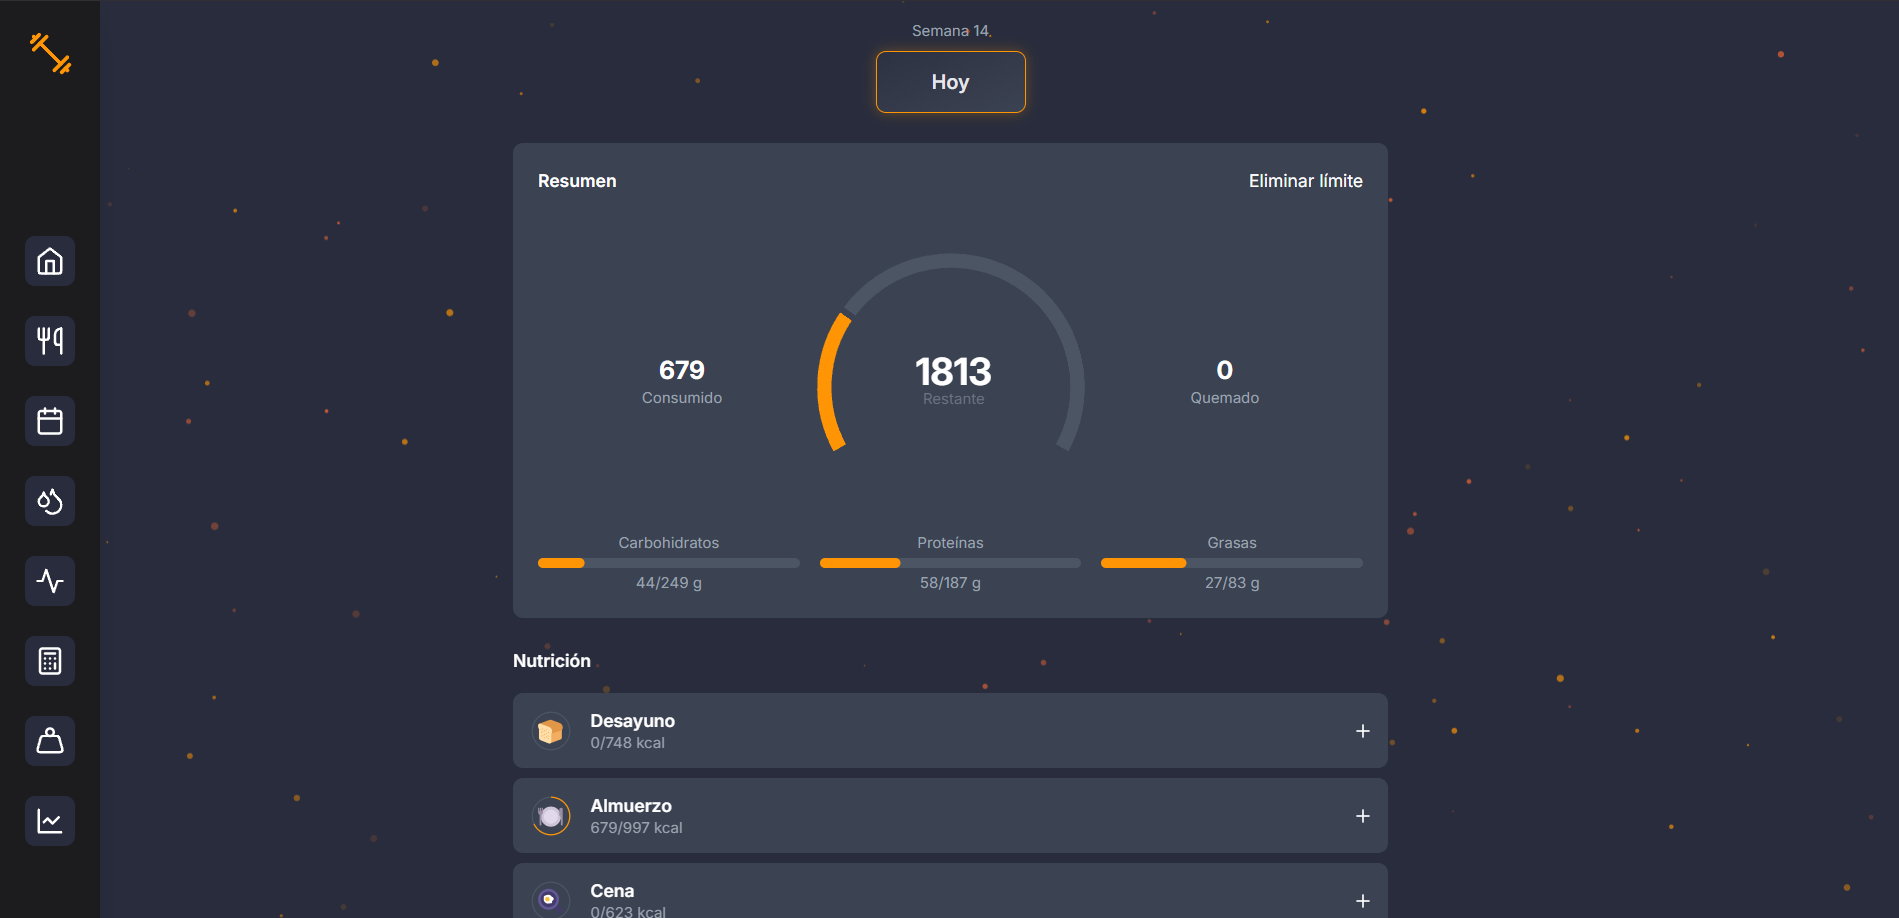 Semana 14
Hoy
Resumen
Eliminar límite
679
Consumido
1813
Restante
0
Quemado
Carbohidratos
44/249 g
Proteínas
58/187 g
Grasas
27/83 g
Nutrición
Desayuno
0/748 kcal
+
Almuerzo
679/997 kcal
+
Cena
0/623 kcal
+